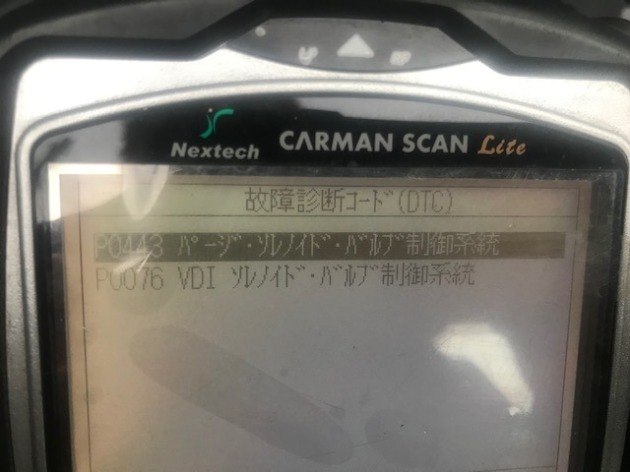 Nextech CARMAN SCAN Lite
故障診断ｺｰﾄﾞ(DTC)
P0443 ﾊﾟｰｼﾞ･ｿﾚﾉｲﾄﾞ･ﾊﾞﾙﾌﾞ制御系統
P0076 VDI ｿﾚﾉｲﾄﾞ･ﾊﾞﾙﾌﾞ制御系統